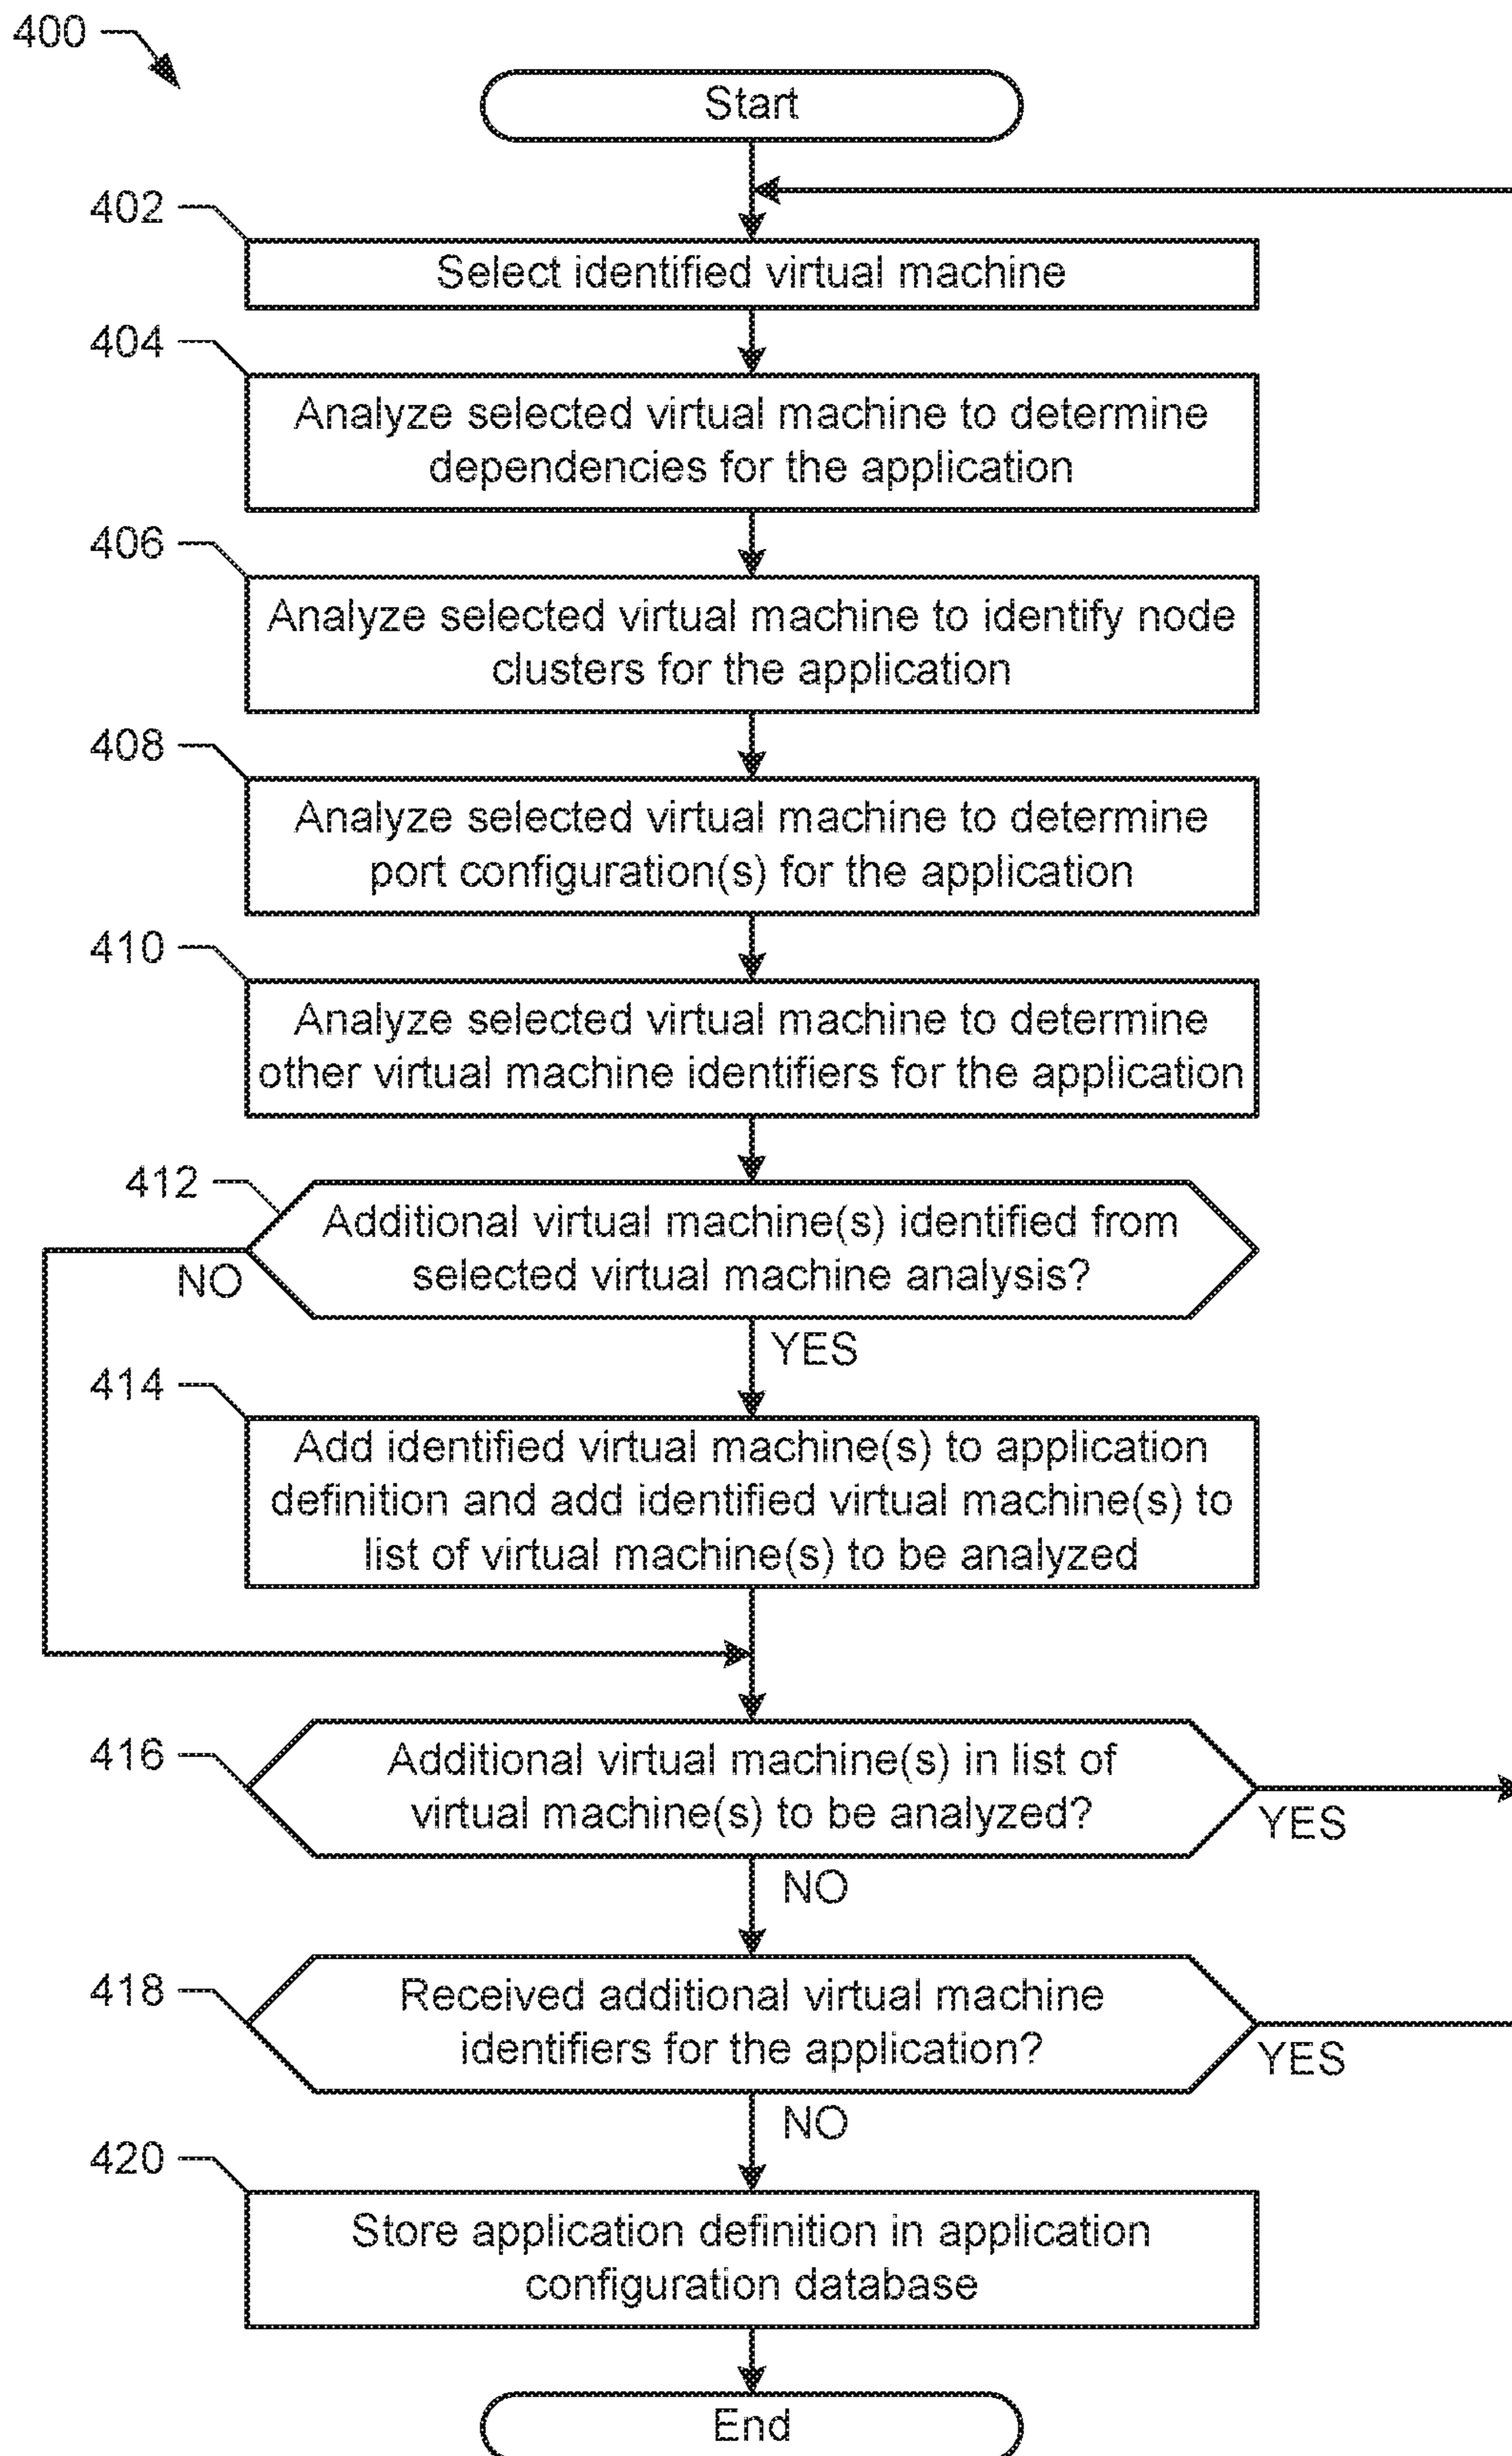 400
Start
402
Select identified virtual machine
404
Analyze selected virtual machine to determine
dependencies for the application
406
Analyze selected virtual machine to identify node
clusters for the application
408
Analyze selected virtual machine to determine
port configuration(s) for the application
410
Analyze selected virtual machine to determine
other virtual machine identifiers for the application
412
Additional virtual machine(s) identified from
selected virtual machine analysis?
NO
YES
414
Add identified virtual machine(s) to application
definition and add identified virtual machine(s) to
list of virtual machine(s) to be analyzed
416
Additional virtual machine(s) in list of
virtual machine(s) to be analyzed?
YES
NO
418
Received additional virtual machine
identifiers for the application?
YES
NO
420
Store application definition in application
configuration database
End